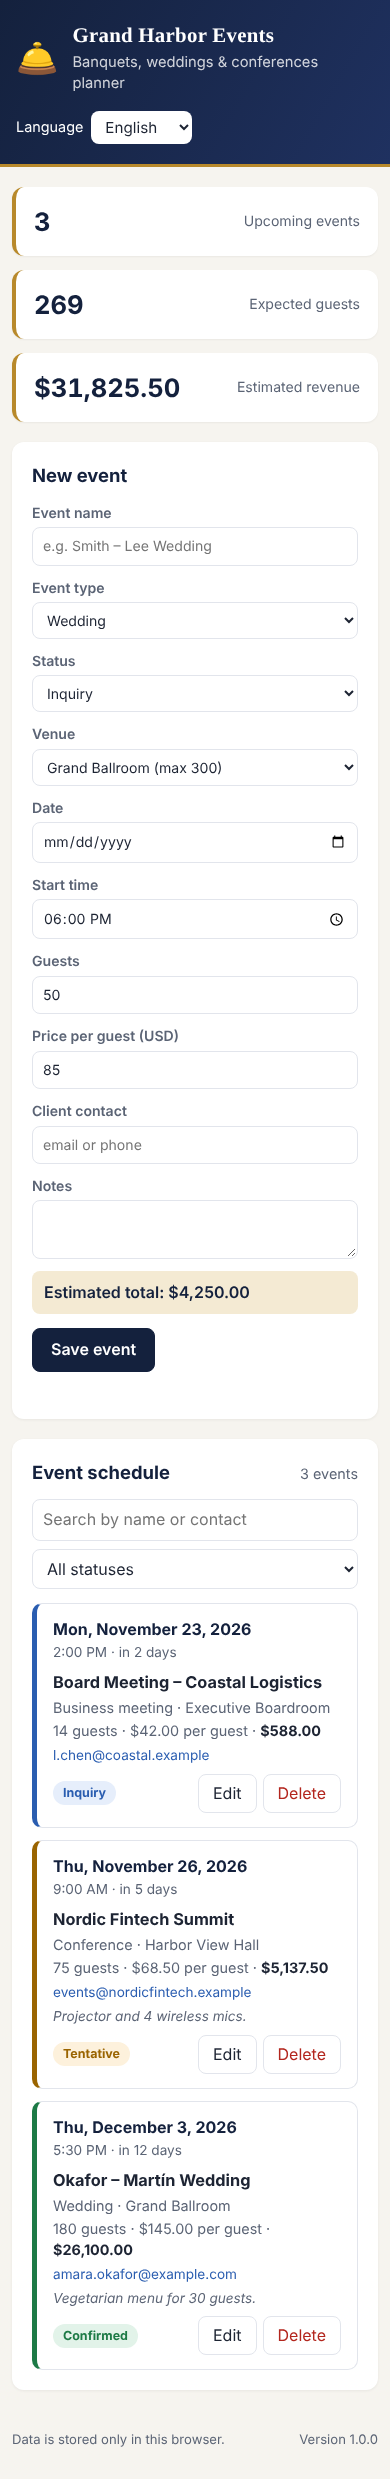 Grand Harbor Events
Banquets, weddings & conferences
planner
Language English
3 Upcoming events
269 Expected guests
$31,825.50 Estimated revenue
New event
Event name
e.g. Smith – Lee Wedding
Event type
Wedding
Status
Inquiry
Venue
Grand Ballroom (max 300)
Date
mm/dd/yyyy
Start time
06:00 PM
Guests
50
Price per guest (USD)
85
Client contact
email or phone
Notes
Estimated total: $4,250.00
Save event
Event schedule 3 events
Search by name or contact
All statuses
Mon, November 23, 2026
2:00 PM · in 2 days
Board Meeting – Coastal Logistics
Business meeting · Executive Boardroom
14 guests · $42.00 per guest · $588.00
l.chen@coastal.example
Inquiry Edit Delete
Thu, November 26, 2026
9:00 AM · in 5 days
Nordic Fintech Summit
Conference · Harbor View Hall
75 guests · $68.50 per guest · $5,137.50
events@nordicfintech.example
Projector and 4 wireless mics.
Tentative Edit Delete
Thu, December 3, 2026
5:30 PM · in 12 days
Okafor – Martín Wedding
Wedding · Grand Ballroom
180 guests · $145.00 per guest ·
$26,100.00
amara.okafor@example.com
Vegetarian menu for 30 guests.
Confirmed Edit Delete
Data is stored only in this browser. Version 1.0.0